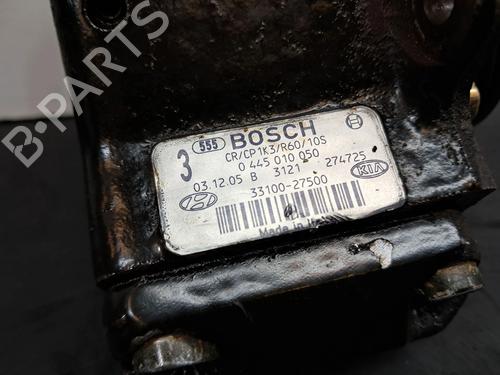 555 BOSCH
3 CR/CP1K3/R60/10S
0 445 010 050
03.12.05 B 3121 274725
33100-27500
KIA
Made in
B-PARTS
B-PARTS